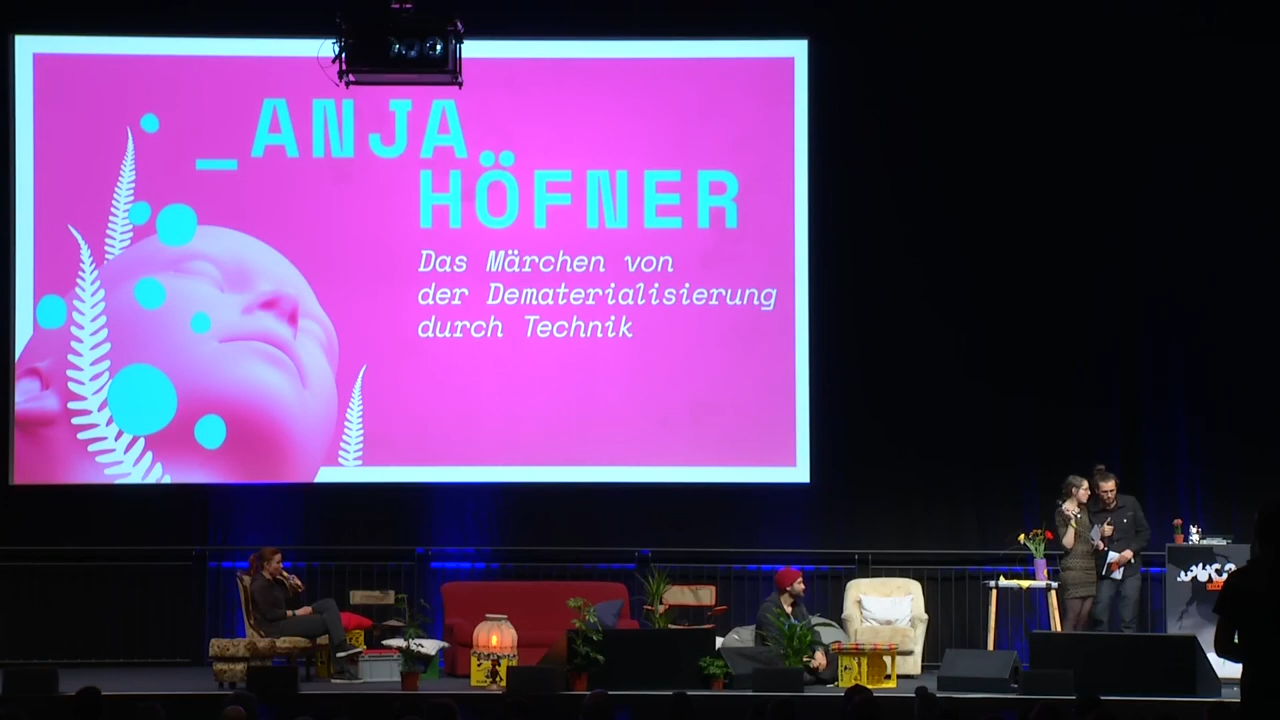 _ANJA
HÖFNER
Das Märchen von
der Dematerialisierung
durch Technik